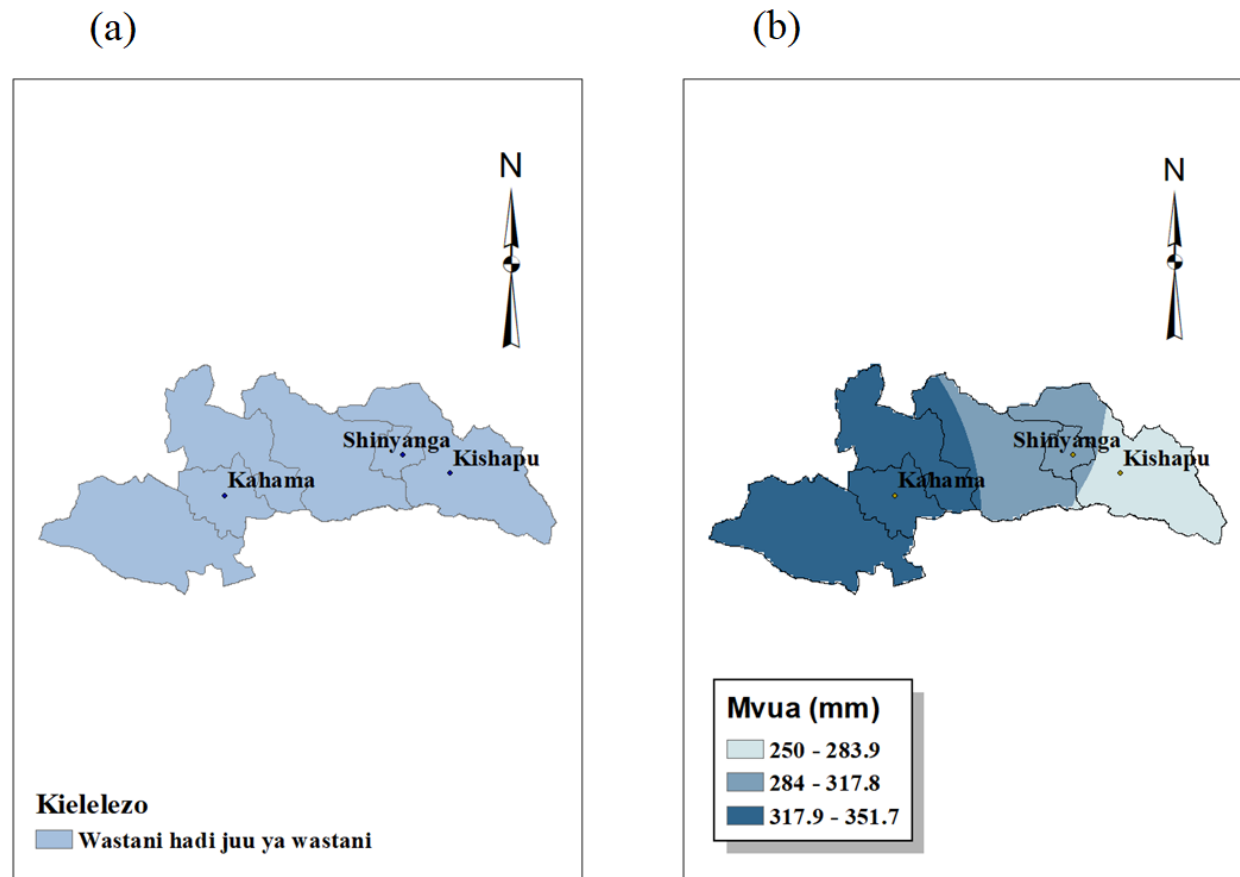 (a)
N
Shinyanga
Kishapu
Kahama
Kielelezo
Wastani hadi juu ya wastani
(b)
N
Shinyanga
Kishapu
Kahama
Mvua (mm)
250 - 283.9
284 - 317.8
317.9 - 351.7